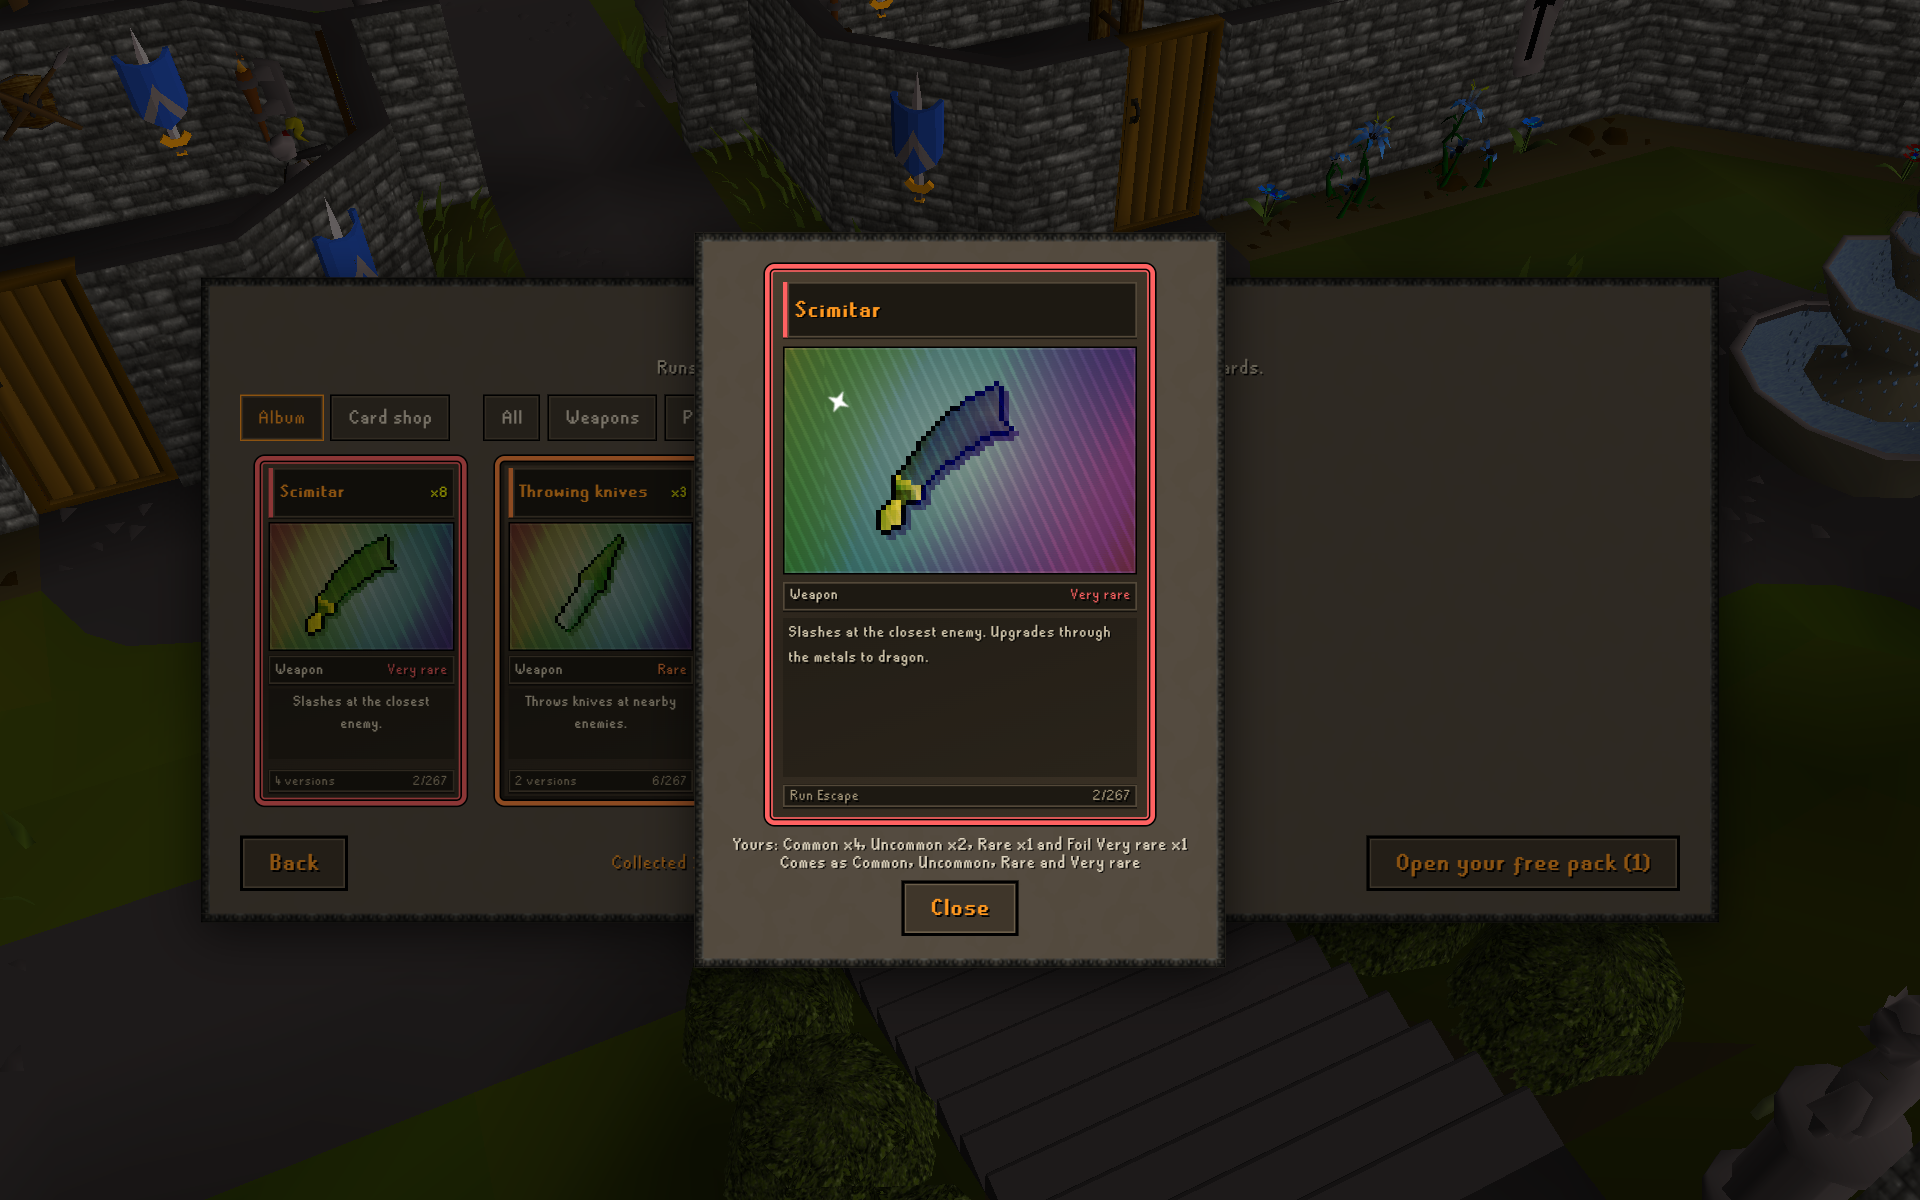 Runs
ards.
Album
Card shop
All
Weapons
P
Scimitar
x8
Weapon
Very rare
Slashes at the closest
enemy.
4 versions
2/267
Throwing knives
x3
Weapon
Rare
Throws knives at nearby
enemies.
2 versions
6/267
Scimitar
Weapon
Very rare
Slashes at the closest enemy. Upgrades through
the metals to dragon.
Run Escape
2/267
Yours: Common x4, Uncommon x2, Rare x1 and Foil Very rare x1
Comes as Common, Uncommon, Rare and Very rare
Close
Back
Collected
Open your free pack (1)